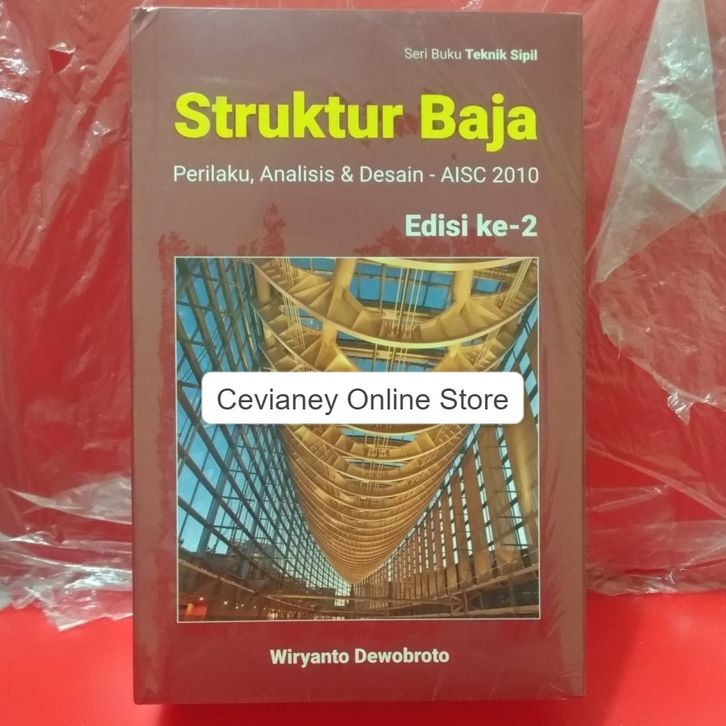 Seri Buku Teknik Sipil
Struktur Baja
Perilaku, Analisis & Desain - AISC 2010
Edisi ke-2
Cevianey Online Store
Wiryanto Dewobroto